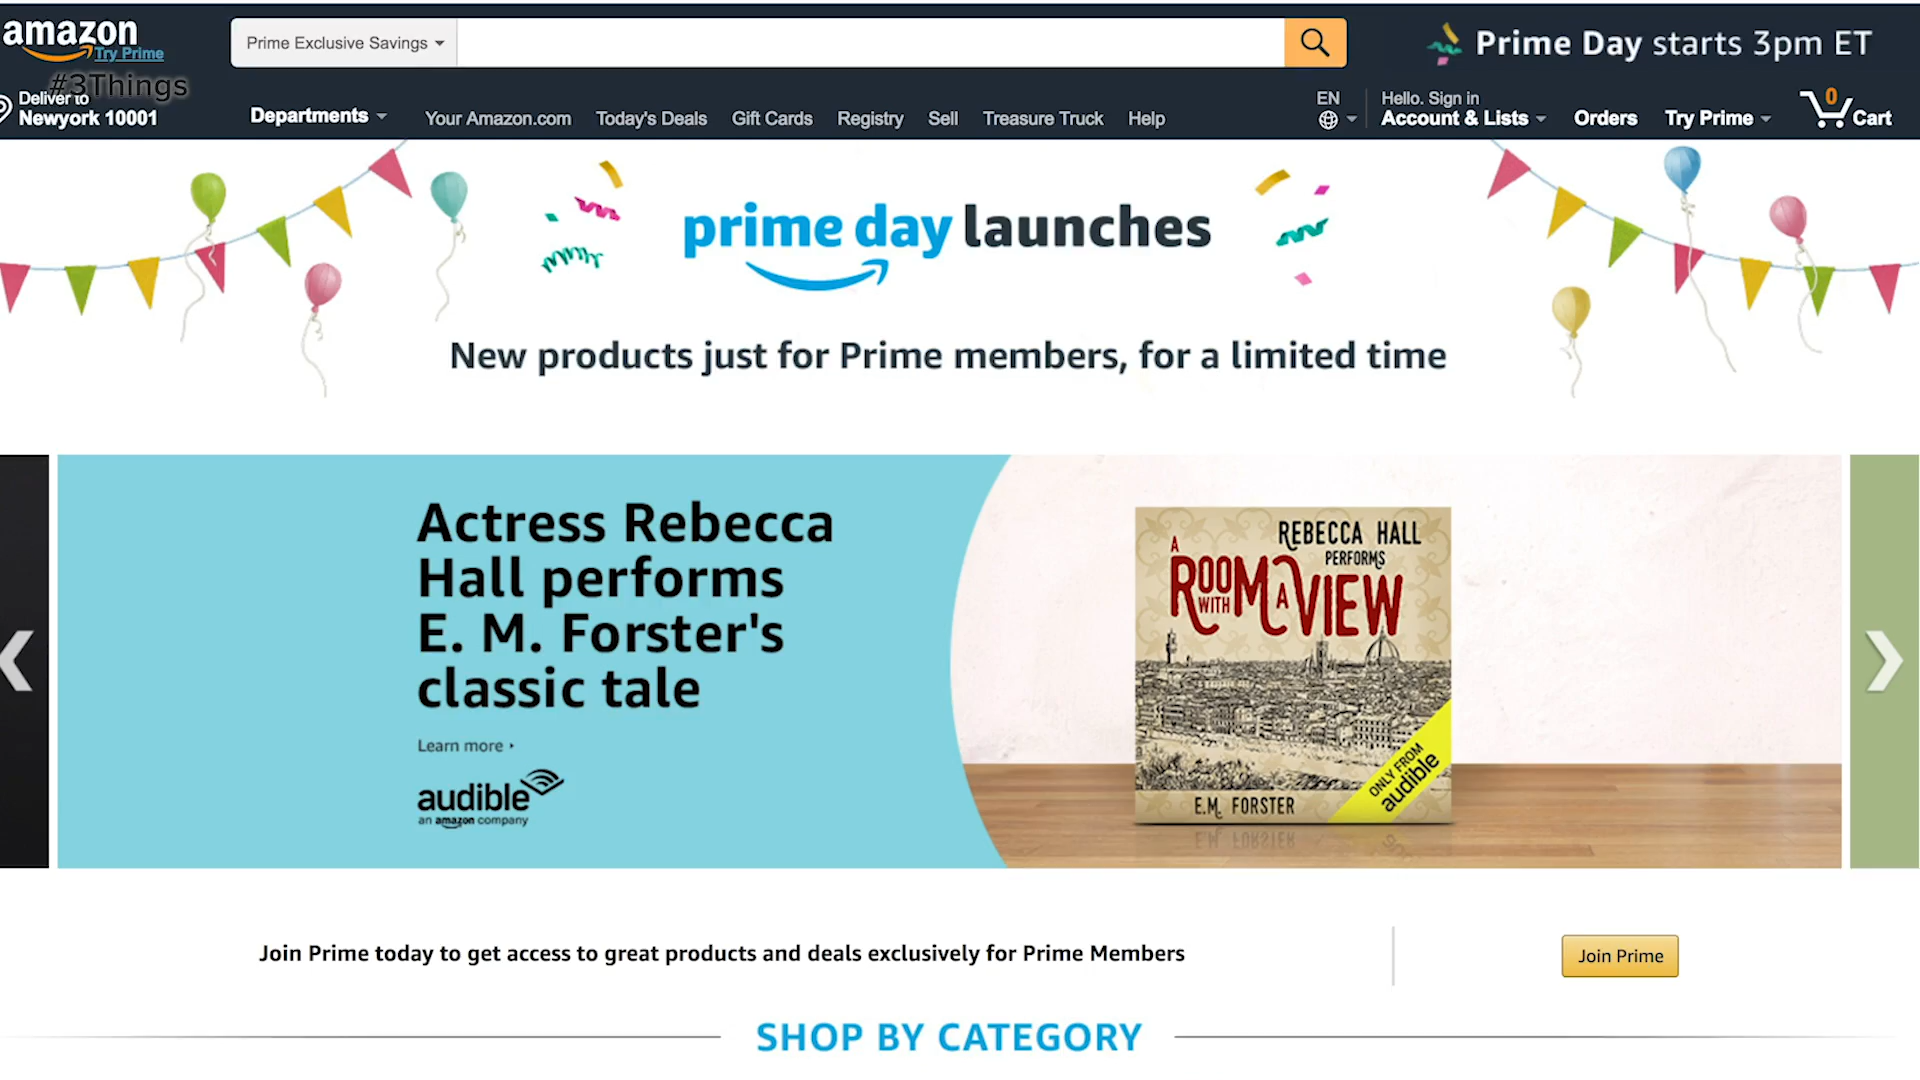 amazon
Try Prime
#3Things
Prime Exclusive Savings
Prime Day starts 3pm ET
Deliver to
Newyork 10001
Departments
Your Amazon.com
Today's Deals
Gift Cards
Registry
Sell
Treasure Truck
Help
EN
Hello. Sign in
Account & Lists
Orders
Try Prime
0
Cart
prime day launches
New products just for Prime members, for a limited time
Actress Rebecca
Hall performs
E. M. Forster's
classic tale
Learn more
audible
an amazon company
REBECCA HALL
PERFORMS
A
ROOM
WITH
A VIEW
ONLY FROM
audible
E.M. FORSTER
Join Prime today to get access to great products and deals exclusively for Prime Members
Join Prime
SHOP BY CATEGORY